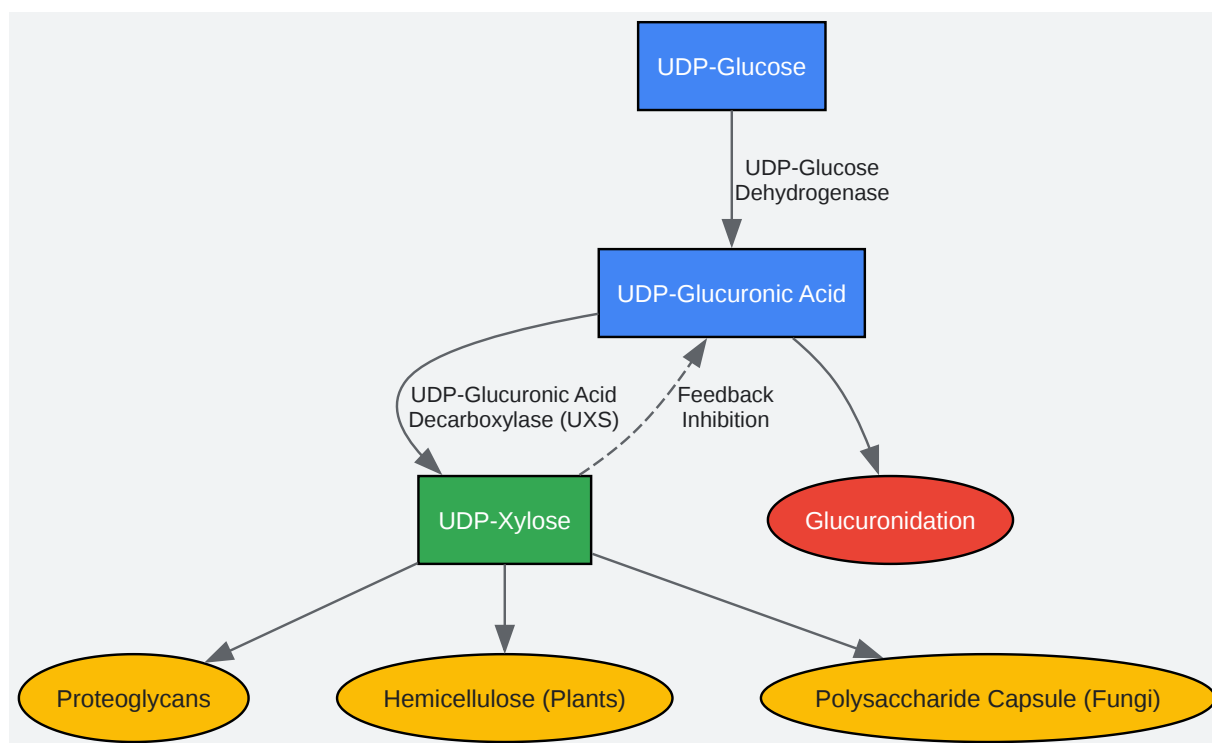 UDP-Glucose
UDP-Glucose
Dehydrogenase
UDP-Glucuronic Acid
UDP-Glucuronic Acid
Decarboxylase (UXS)
Feedback
Inhibition
UDP-Xylose
Glucuronidation
Proteoglycans
Hemicellulose (Plants)
Polysaccharide Capsule (Fungi)